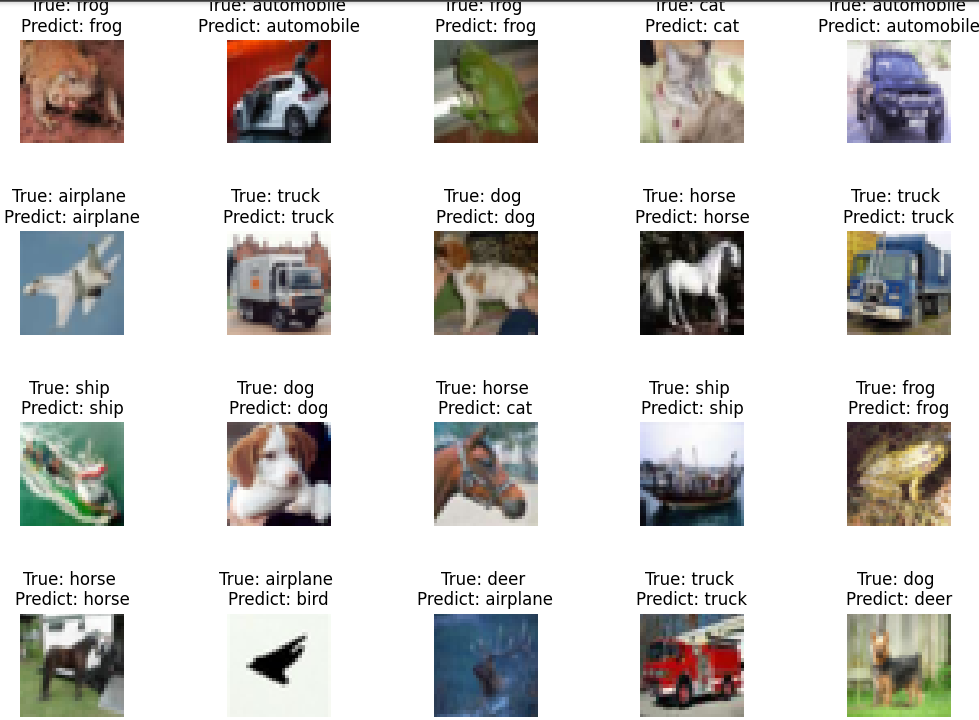 True: frog
Predict: frog
True: automobile
Predict: automobile
True: frog
Predict: frog
True: cat
Predict: cat
True: automobile
Predict: automobile
True: airplane
Predict: airplane
True: truck
Predict: truck
True: dog
Predict: dog
True: horse
Predict: horse
True: truck
Predict: truck
True: ship
Predict: ship
True: dog
Predict: dog
True: horse
Predict: cat
True: ship
Predict: ship
True: frog
Predict: frog
True: horse
Predict: horse
True: airplane
Predict: bird
True: deer
Predict: airplane
True: truck
Predict: truck
True: dog
Predict: deer